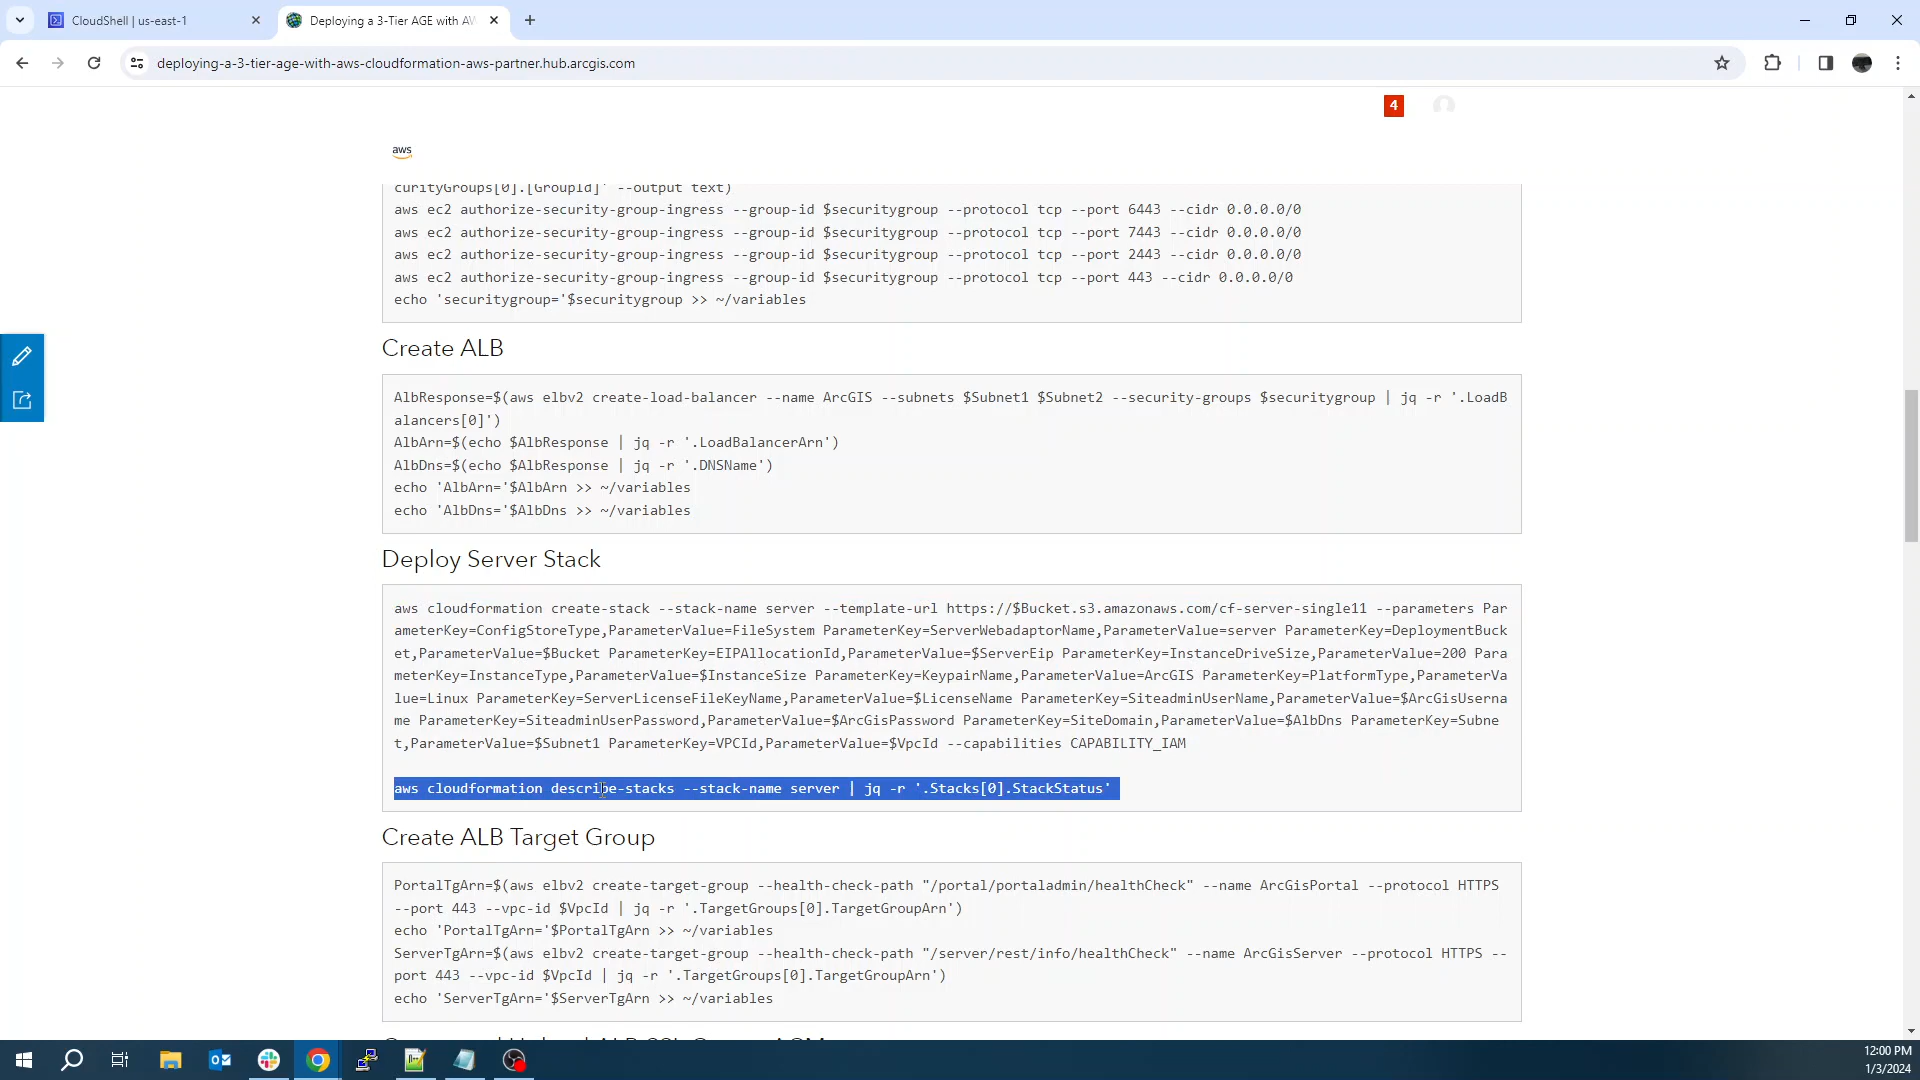 CloudShell | us-east-1
Deploying a 3-Tier AGE with AW
deploying-a-3-tier-age-with-aws-cloudformation-aws-partner.hub.arcgis.com
4
aws
curityGroups[0].[GroupId]' --output text)
aws ec2 authorize-security-group-ingress --group-id $securitygroup --protocol tcp --port 6443 --cidr 0.0.0.0/0
aws ec2 authorize-security-group-ingress --group-id $securitygroup --protocol tcp --port 7443 --cidr 0.0.0.0/0
aws ec2 authorize-security-group-ingress --group-id $securitygroup --protocol tcp --port 2443 --cidr 0.0.0.0/0
aws ec2 authorize-security-group-ingress --group-id $securitygroup --protocol tcp --port 443 --cidr 0.0.0.0/0
echo 'securitygroup='$securitygroup >> ~/variables
Create ALB
AlbResponse=$(aws elbv2 create-load-balancer --name ArcGIS --subnets $Subnet1 $Subnet2 --security-groups $securitygroup | jq -r '.LoadB
alancers[0]')
AlbArn=$(echo $AlbResponse | jq -r '.LoadBalancerArn')
AlbDns=$(echo $AlbResponse | jq -r '.DNSName')
echo 'AlbArn='$AlbArn >> ~/variables
echo 'AlbDns='$AlbDns >> ~/variables
Deploy Server Stack
aws cloudformation create-stack --stack-name server --template-url https://$Bucket.s3.amazonaws.com/cf-server-single11 --parameters Par
ameterKey=ConfigStoreType,ParameterValue=FileSystem ParameterKey=ServerWebadaptorName,ParameterValue=server ParameterKey=DeploymentBuck
et,ParameterValue=$Bucket ParameterKey=EIPAllocationId,ParameterValue=$ServerEip ParameterKey=InstanceDriveSize,ParameterValue=200 Para
meterKey=InstanceType,ParameterValue=$InstanceSize ParameterKey=KeypairName,ParameterValue=ArcGIS ParameterKey=PlatformType,ParameterVa
lue=Linux ParameterKey=ServerLicenseFileKeyName,ParameterValue=$LicenseName ParameterKey=SiteadminUserName,ParameterValue=$ArcGisUserna
me ParameterKey=SiteadminUserPassword,ParameterValue=$ArcGisPassword ParameterKey=SiteDomain,ParameterValue=$AlbDns ParameterKey=Subne
t,ParameterValue=$Subnet1 ParameterKey=VPCId,ParameterValue=$VpcId --capabilities CAPABILITY_IAM
aws cloudformation describe-stacks --stack-name server | jq -r '.Stacks[0].StackStatus'
Create ALB Target Group
PortalTgArn=$(aws elbv2 create-target-group --health-check-path "/portal/portaladmin/healthCheck" --name ArcGisPortal --protocol HTTPS
--port 443 --vpc-id $VpcId | jq -r '.TargetGroups[0].TargetGroupArn')
echo 'PortalTgArn='$PortalTgArn >> ~/variables
ServerTgArn=$(aws elbv2 create-target-group --health-check-path "/server/rest/info/healthCheck" --name ArcGisServer --protocol HTTPS --
port 443 --vpc-id $VpcId | jq -r '.TargetGroups[0].TargetGroupArn')
echo 'ServerTgArn='$ServerTgArn >> ~/variables
12:00 PM
1/3/2024